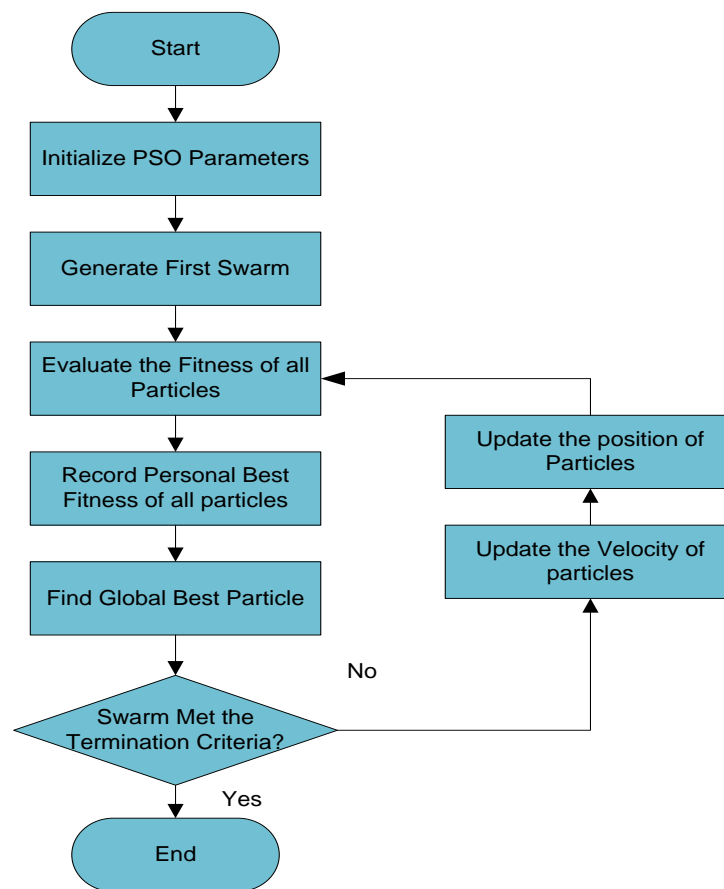 Start
Initialize PSO Parameters
Generate First Swarm
Evaluate the Fitness of all
Particles
Record Personal Best
Fitness of all particles
Find Global Best Particle
Swarm Met the
Termination Criteria?
No
Update the Velocity of
particles
Update the position of
Particles
Yes
End